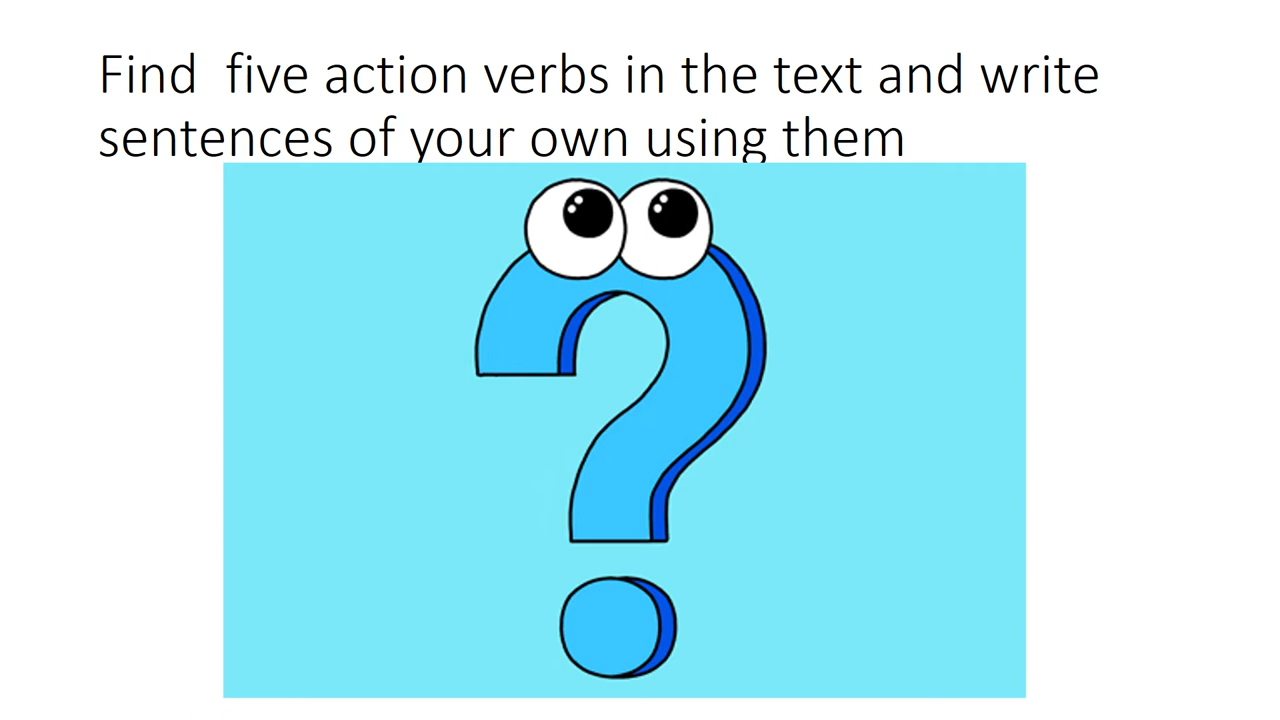 Find  five action verbs in the text and write
sentences of your own using them